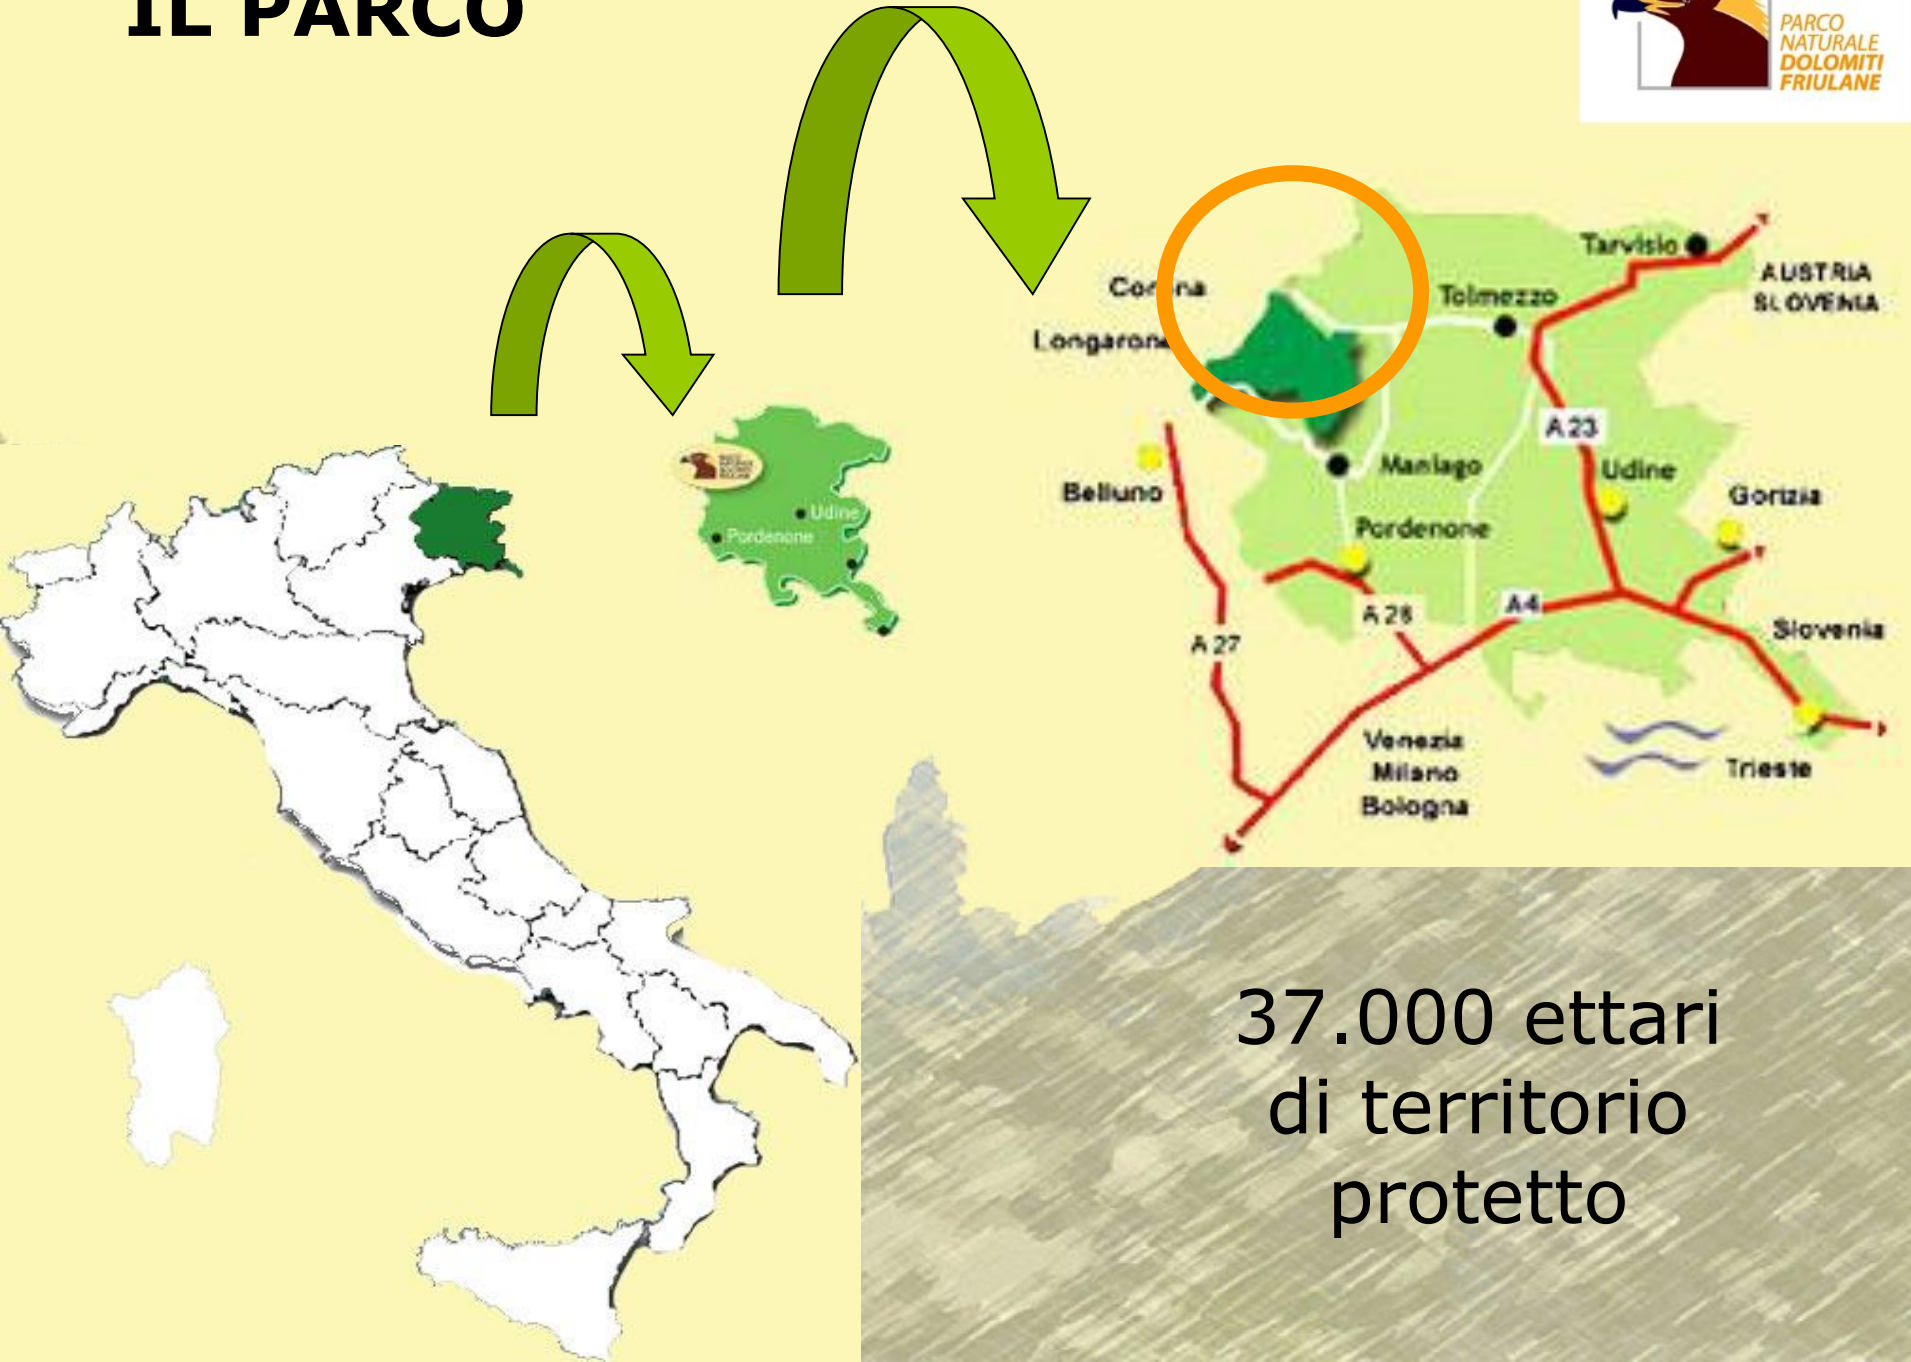 IL PARCO
PARCO
NATURALE
DOLOMITI
FRIULANE
Tarvisio
AUSTRIA
SLOVENIA
Tolmezzo
Longarone
A 23
Maniago
Udine
Belluno
Gorizia
Pordenone
Udine
Pordenone
A 28
A4
A 27
Slovenia
Venezia
Milano
Bologna
Trieste
37.000 ettari
di territorio
protetto